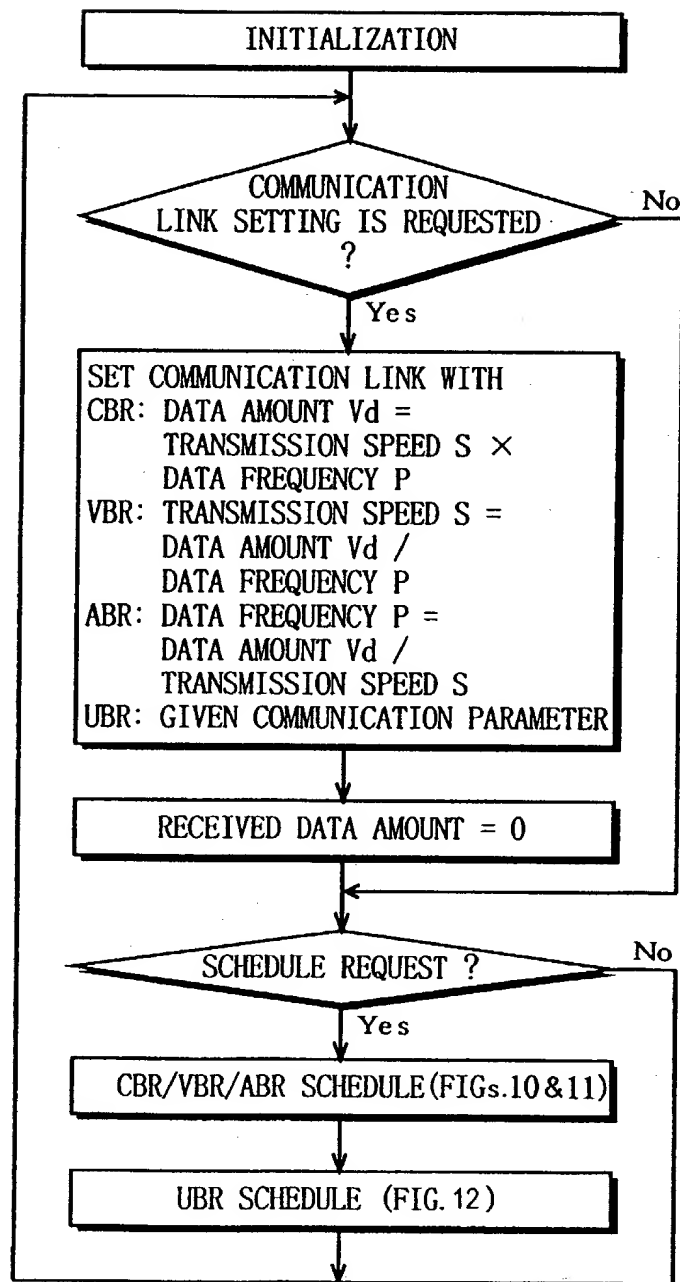 INITIALIZATION
COMMUNICATION
LINK SETTING IS REQUESTED
?
No
Yes
SET COMMUNICATION LINK WITH
CBR: DATA AMOUNT Vd =
TRANSMISSION SPEED S ×
DATA FREQUENCY P
VBR: TRANSMISSION SPEED S =
DATA AMOUNT Vd /
DATA FREQUENCY P
ABR: DATA FREQUENCY P =
DATA AMOUNT Vd /
TRANSMISSION SPEED S
UBR: GIVEN COMMUNICATION PARAMETER
RECEIVED DATA AMOUNT = 0
SCHEDULE REQUEST ?
No
Yes
CBR/VBR/ABR SCHEDULE(FIGs.10&11)
UBR SCHEDULE (FIG.12)